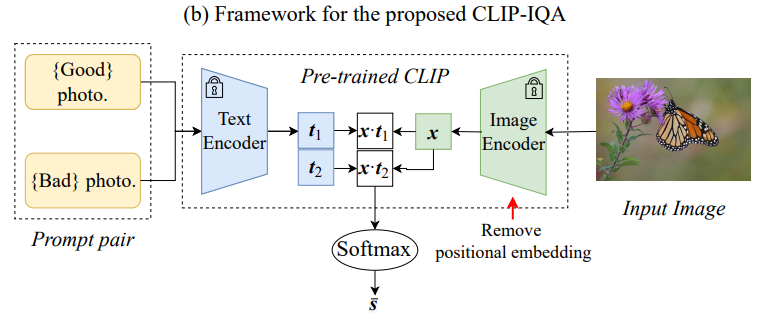 (b) Framework for the proposed CLIP-IQA
{Good}
photo.
{Bad} photo.
Prompt pair
Pre-trained CLIP
Text
Encoder
t₁
t₂
x·t₁
x·t₂
x
Image
Encoder
Input Image
Remove
positional embedding
Softmax
s̄